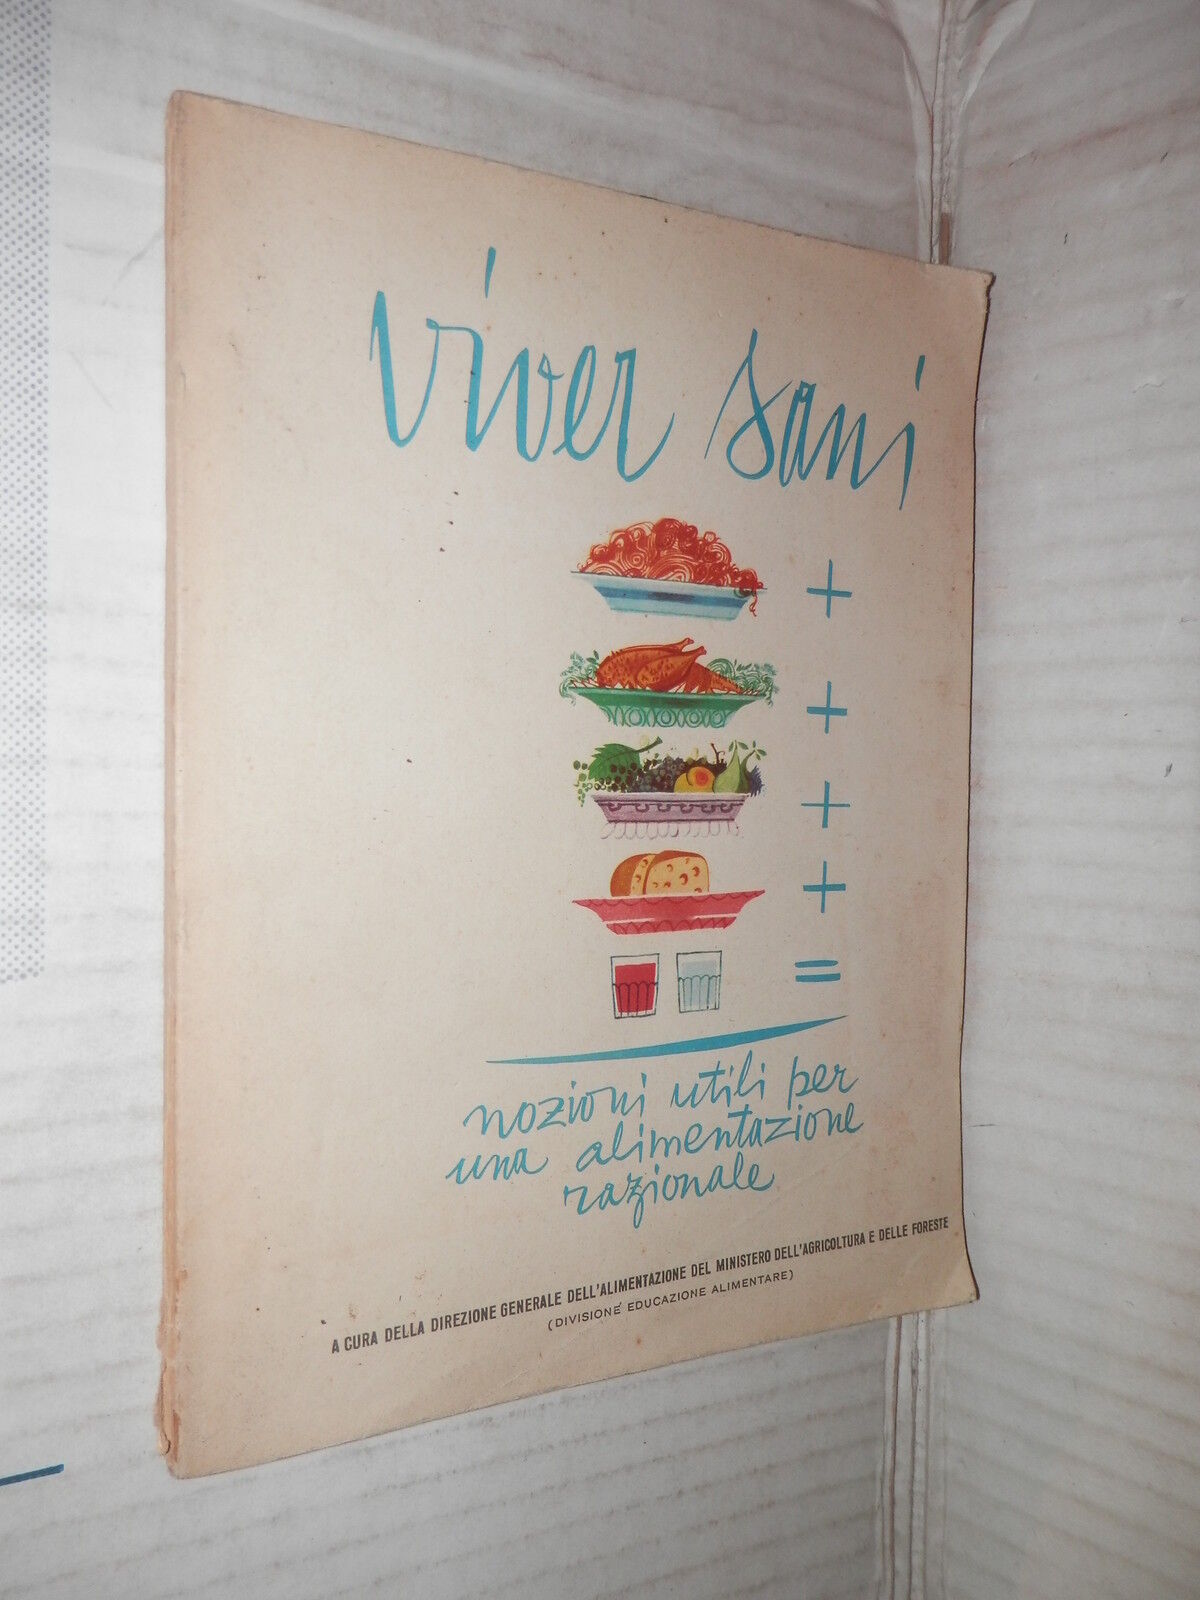 viver sani
+
+
+
+
=
nozioni utili per
una alimentazione
razionale
A CURA DELLA DIREZIONE GENERALE DELL'ALIMENTAZIONE DEL MINISTERO DELL'AGRICOLTURA E DELLE FORESTE
(DIVISIONE EDUCAZIONE ALIMENTARE)